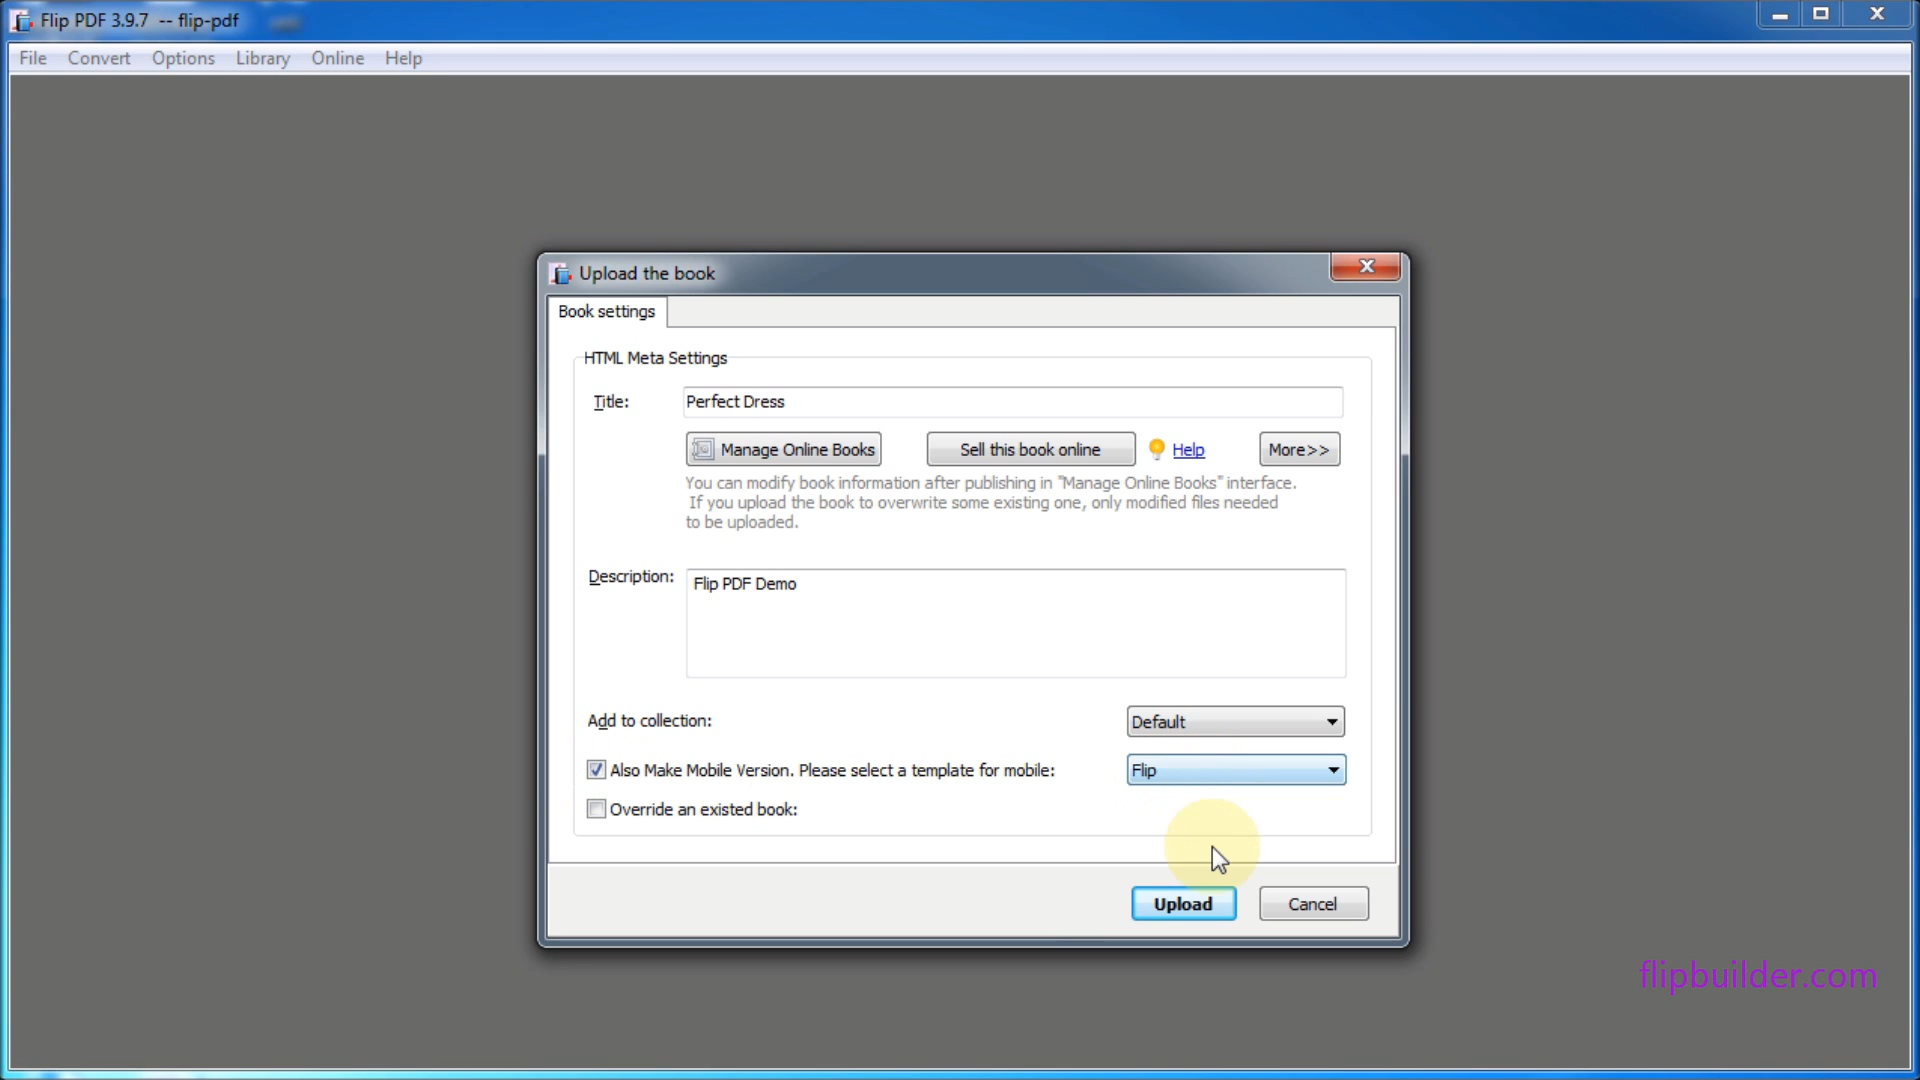 Flip PDF 3.9.7 -- flip-pdf
File Convert Options Library Online Help
Upload the book
Book settings
HTML Meta Settings
Title: Perfect Dress
Manage Online Books Sell this book online Help More>>
You can modify book information after publishing in "Manage Online Books" interface.
If you upload the book to overwrite some existing one, only modified files needed
to be uploaded.
Description: Flip PDF Demo
Add to collection: Default
Also Make Mobile Version. Please select a template for mobile: Flip
Override an existed book:
Upload Cancel
flipbuilder.com